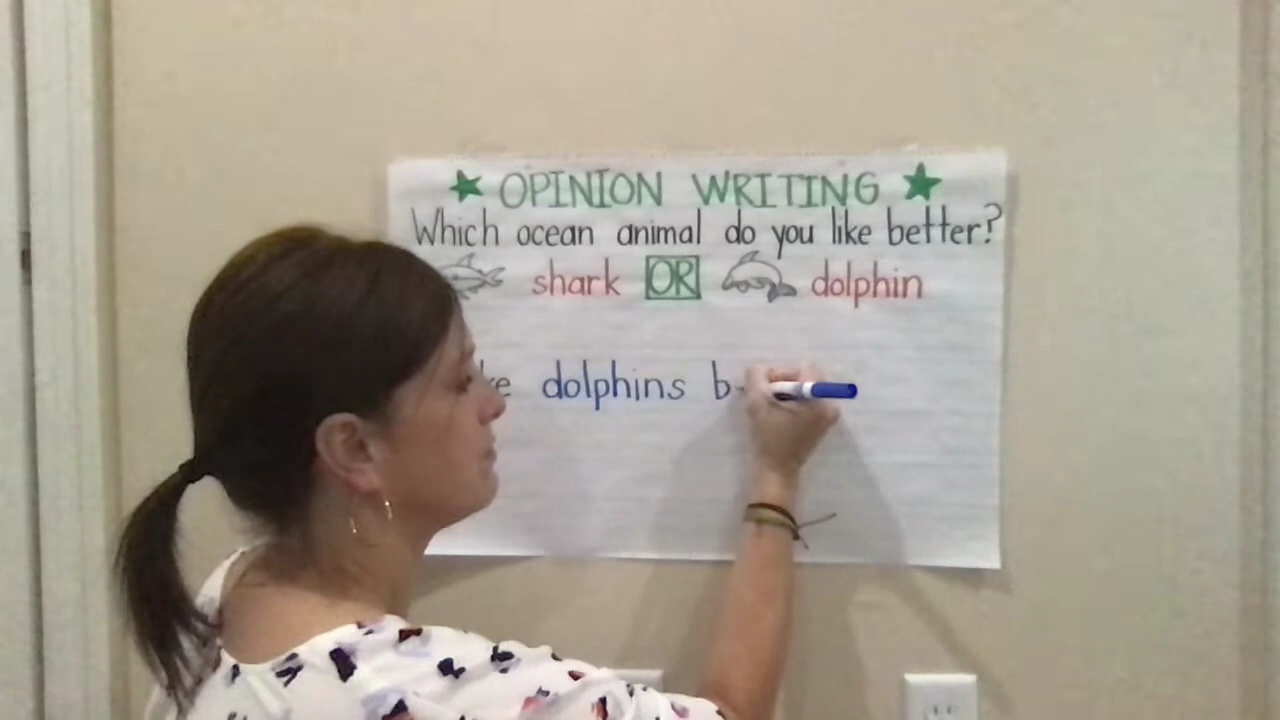 OPINION WRITING
Which ocean animal do you like better?
shark OR dolphin
dolphins